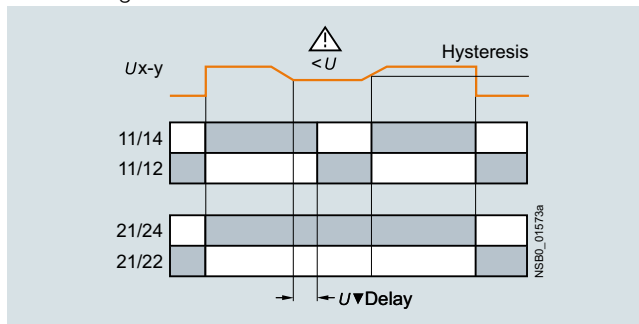 < U
Hysteresis
Ux-y
11/14
11/12
21/24
21/22
U▼Delay
NSB0_01573a